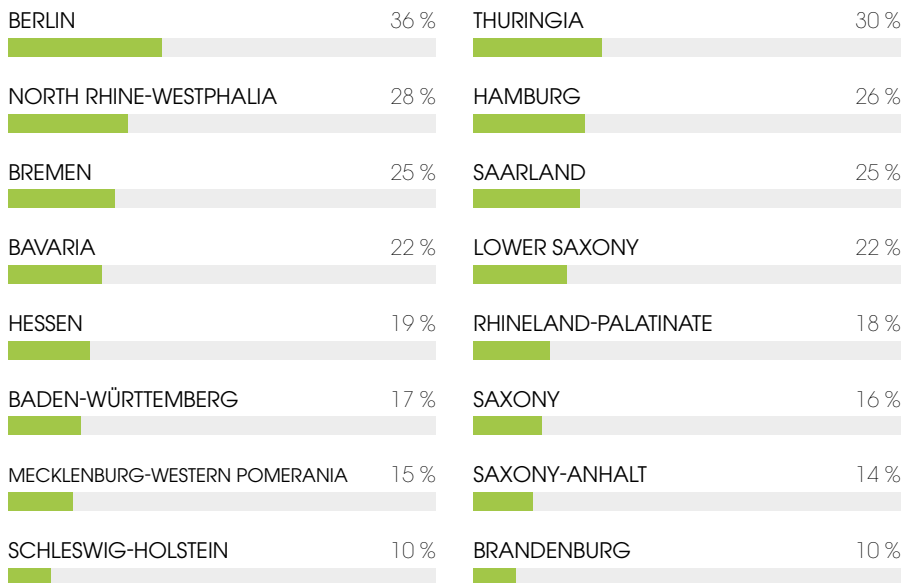 BERLIN 36 % THURINGIA 30 %
NORTH RHINE-WESTPHALIA 28 % HAMBURG 26 %
BREMEN 25 % SAARLAND 25 %
BAVARIA 22 % LOWER SAXONY 22 %
HESSEN 19 % RHINELAND-PALATINATE 18 %
BADEN-WÜRTTEMBERG 17 % SAXONY 16 %
MECKLENBURG-WESTERN POMERANIA 15 % SAXONY-ANHALT 14 %
SCHLESWIG-HOLSTEIN 10 % BRANDENBURG 10 %